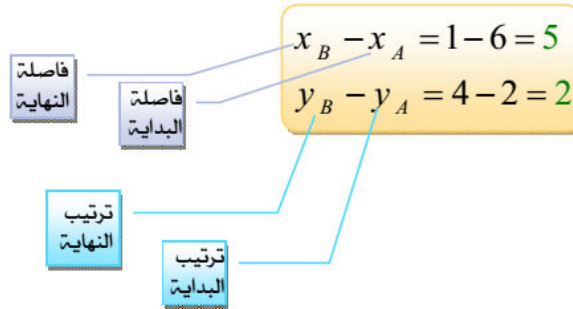 x_B − x_A = 1 − 6 = 5
y_B − y_A = 4 − 2 = 2
فاصلة
النهاية
فاصلة
البداية
ترتيب
النهاية
ترتيب
البداية